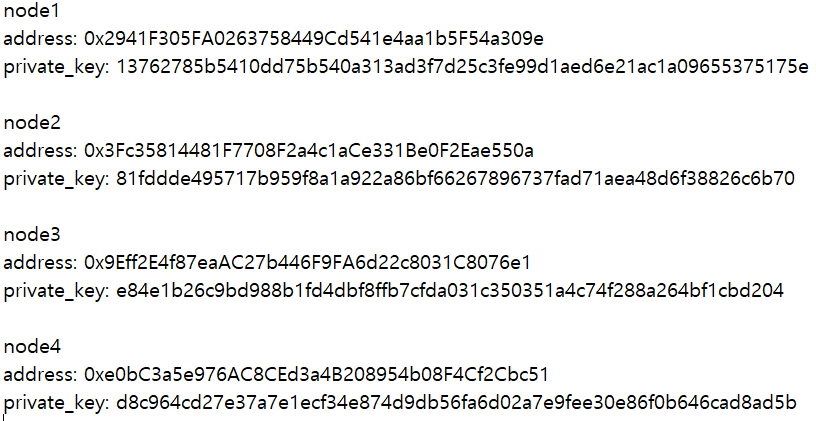 node1
address: 0x2941F305FA0263758449Cd541e4aa1b5F54a309e
private_key: 13762785b5410dd75b540a313ad3f7d25c3fe99d1aed6e21ac1a09655375175e
node2
address: 0x3Fc35814481F7708F2a4c1aCe331Be0F2Eae550a
private_key: 81fddde495717b959f8a1a922a86bf66267896737fad71aea48d6f38826c6b70
node3
address: 0x9Eff2E4f87eaAC27b446F9FA6d22c8031C8076e1
private_key: e84e1b26c9bd988b1fd4dbf8ffb7cfda031c350351a4c74f288a264bf1cbd204
node4
address: 0xe0bC3a5e976AC8CEd3a4B208954b08F4Cf2Cbc51
private_key: d8c964cd27e37a7e1ecf34e874d9db56fa6d02a7e9fee30e86f0b646cad8ad5b